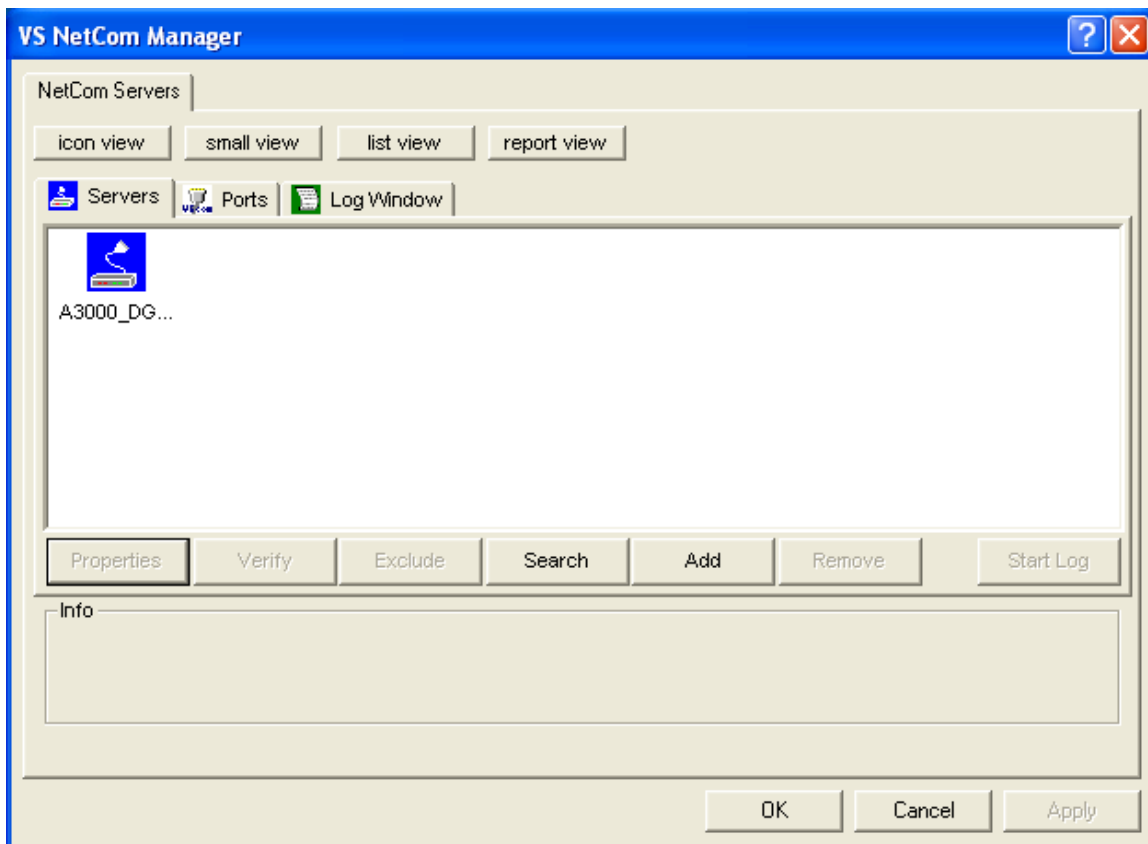 VS NetCom Manager
NetCom Servers
icon view small view list view report view
Servers Ports Log Window
A3000_DG...
Properties Verify Exclude Search Add Remove Start Log
Info
OK Cancel Apply